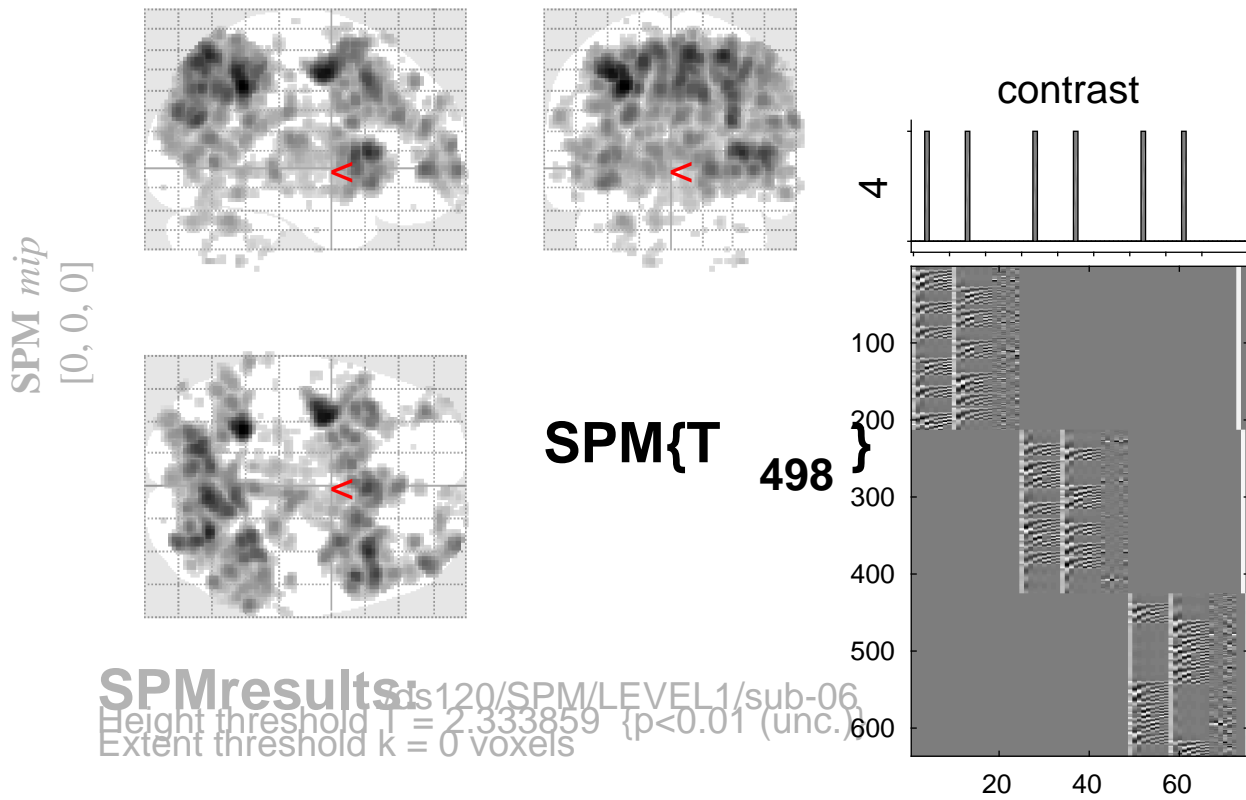 SPM mip
[0, 0, 0]
<
<
<
SPM{T 498 }
contrast
4
100
200
300
400
500
600
20 40 60
SPMresults: /ds120/SPM/LEVEL1/sub-06
Height threshold T = 2.333859 {p<0.01 (unc.)}
Extent threshold k = 0 voxels